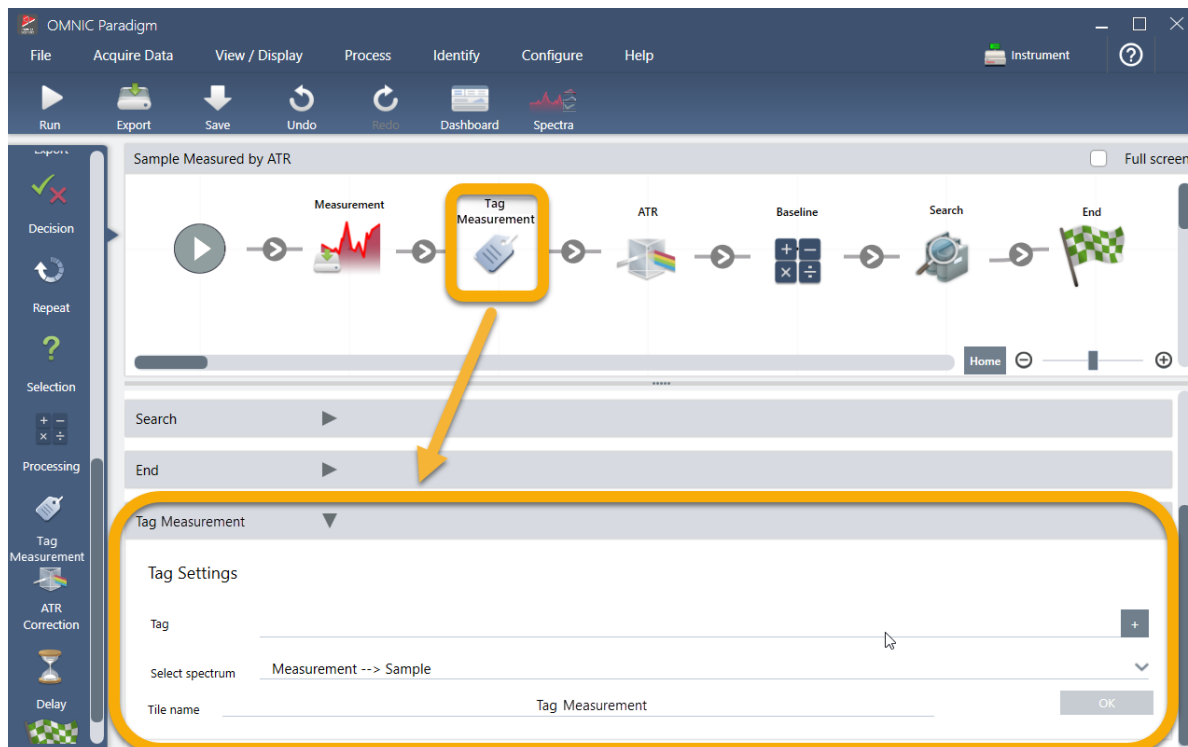 OMNIC Paradigm
File Acquire Data View / Display Process Identify Configure Help Instrument
Run Export Save Undo Redo Dashboard Spectra
Export
Decision
Repeat
Selection
Processing
Tag
Measurement
ATR
Correction
Delay
Sample Measured by ATR Full screen
Measurement
Tag
Measurement
ATR
Baseline
Search
End
Home
Search
End
Tag Measurement
Tag Settings
Tag +
Select spectrum Measurement --> Sample
Tile name Tag Measurement OK